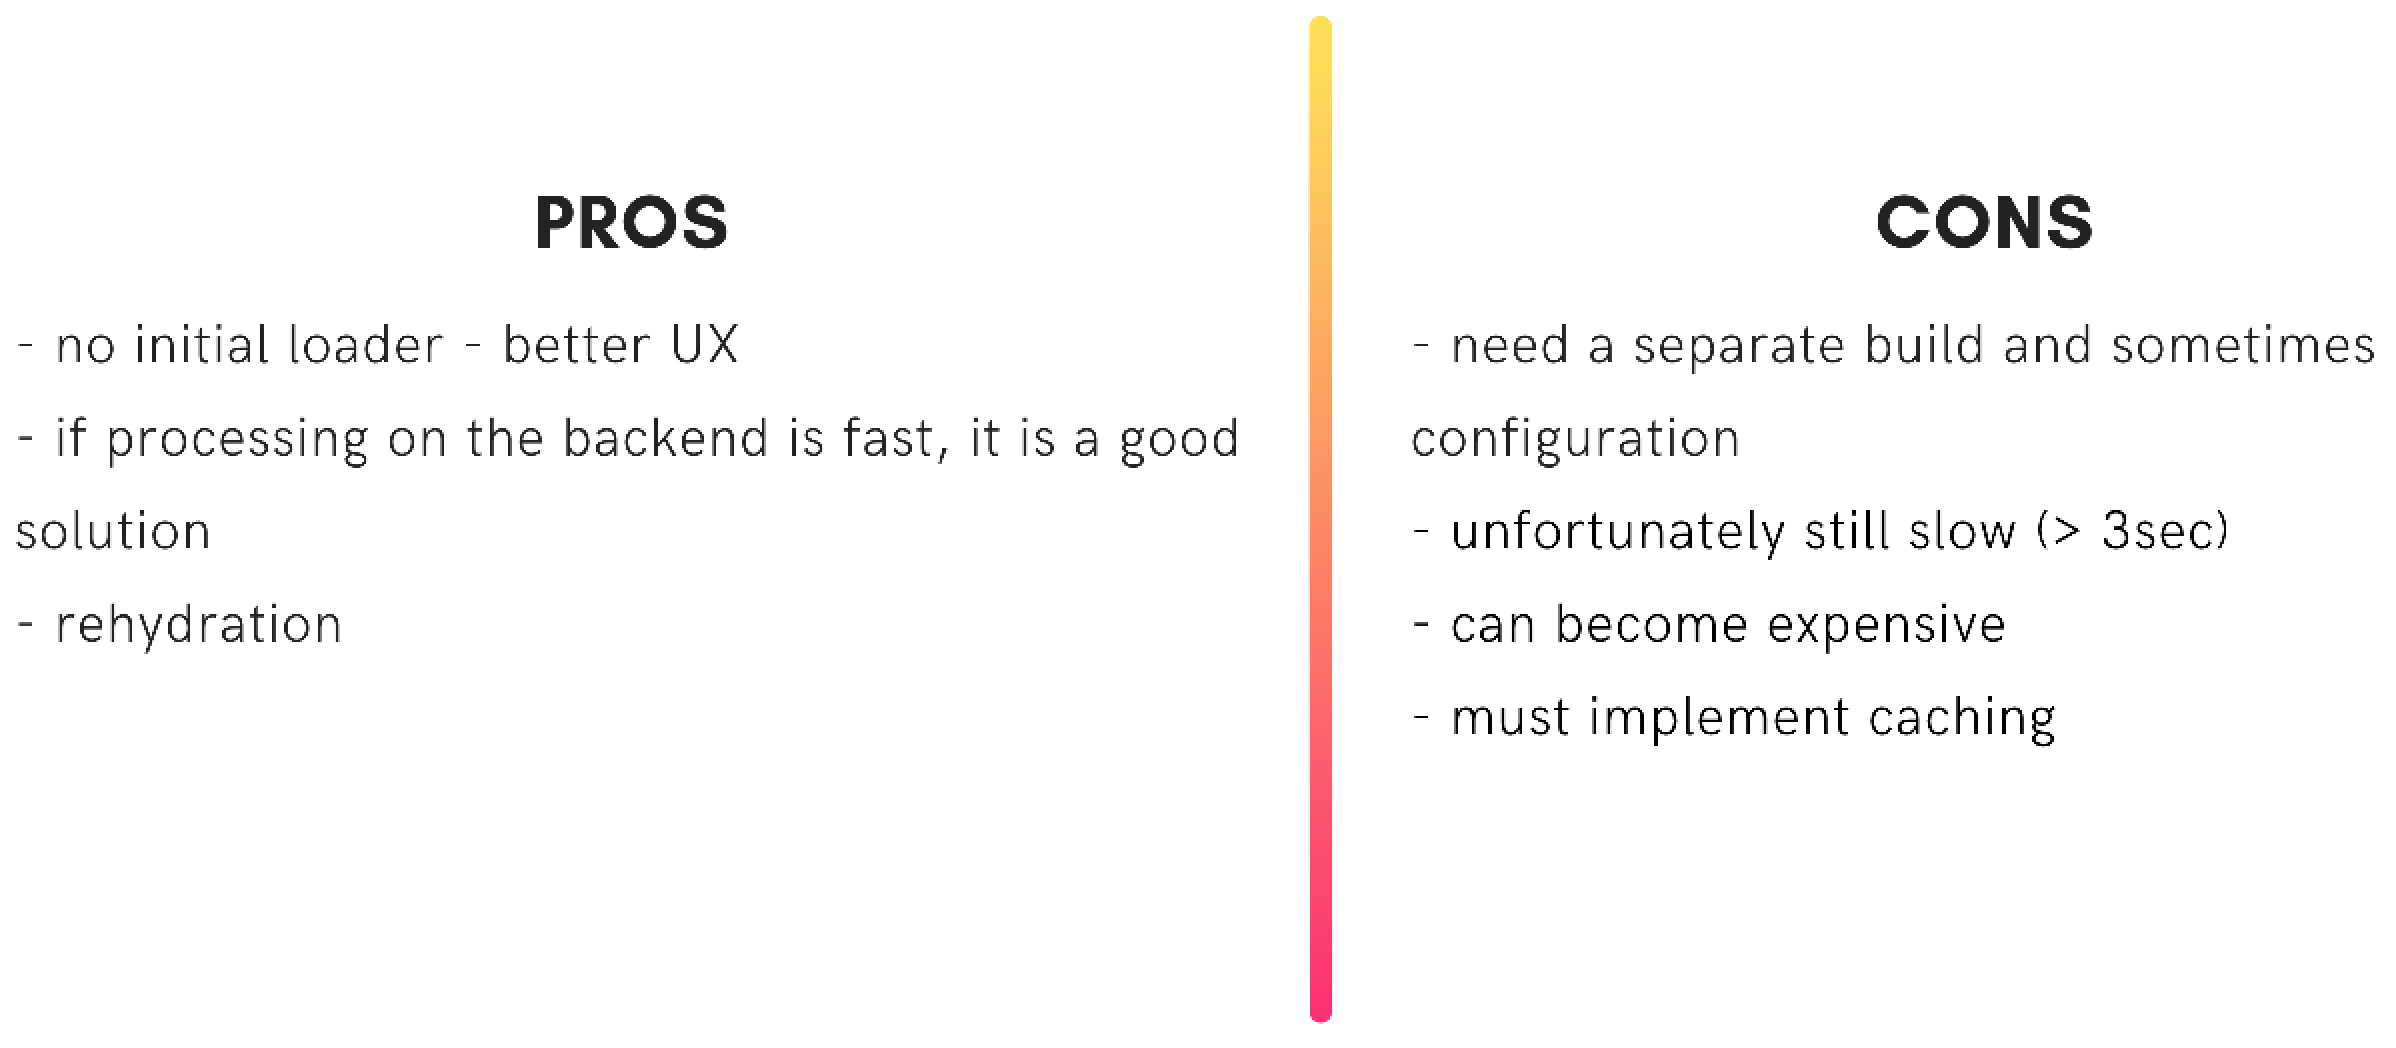 PROS
- no initial loader - better UX
- if processing on the backend is fast, it is a good
solution
- rehydration
CONS
- need a separate build and sometimes
configuration
- unfortunately still slow (> 3sec)
- can become expensive
- must implement caching